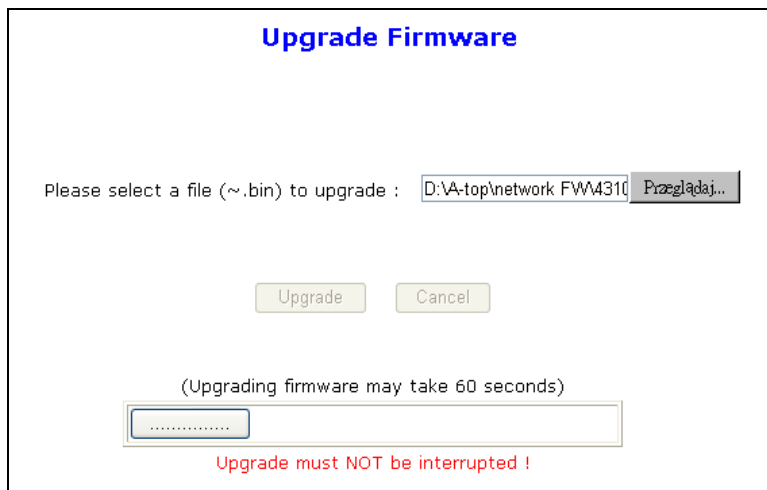 Upgrade Firmware
Please select a file (~.bin) to upgrade : D:\A-top\network FW\4310 Przeglądaj...
Upgrade Cancel
(Upgrading firmware may take 60 seconds)
...............
Upgrade must NOT be interrupted !